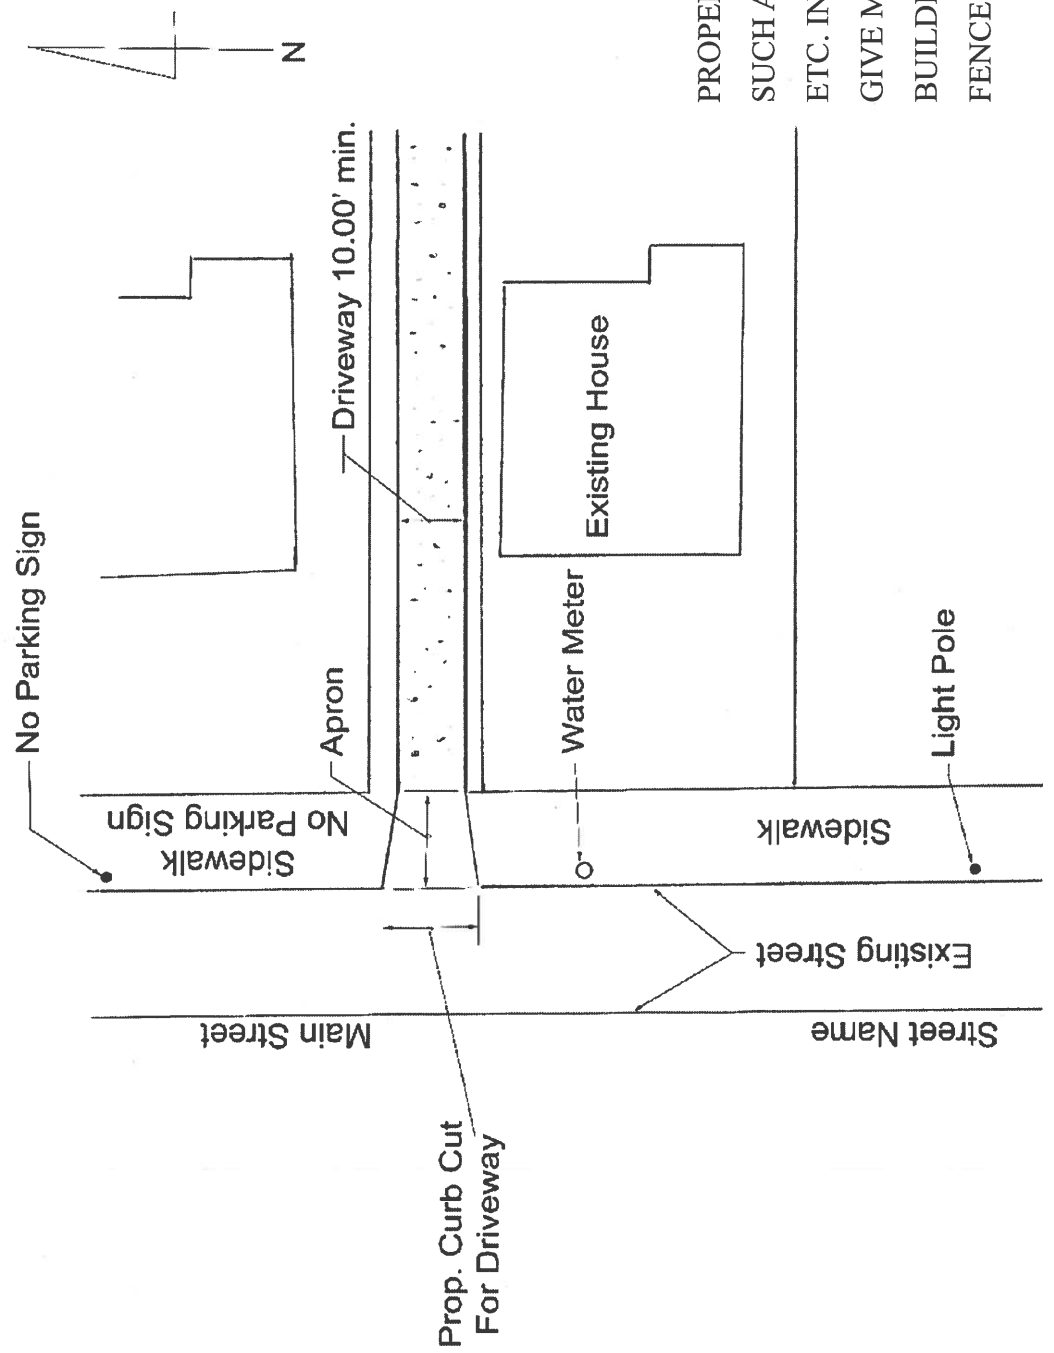 N
No Parking Sign
Driveway 10.00' min.
Apron
No Parking Sign
Sidewalk
Existing House
Water Meter
Sidewalk
Light Pole
Existing Street
Main Street
Street Name
Prop. Curb Cut
For Driveway
PROPE
SUCH A
ETC. IN
GIVE M
BUILD
FENCE